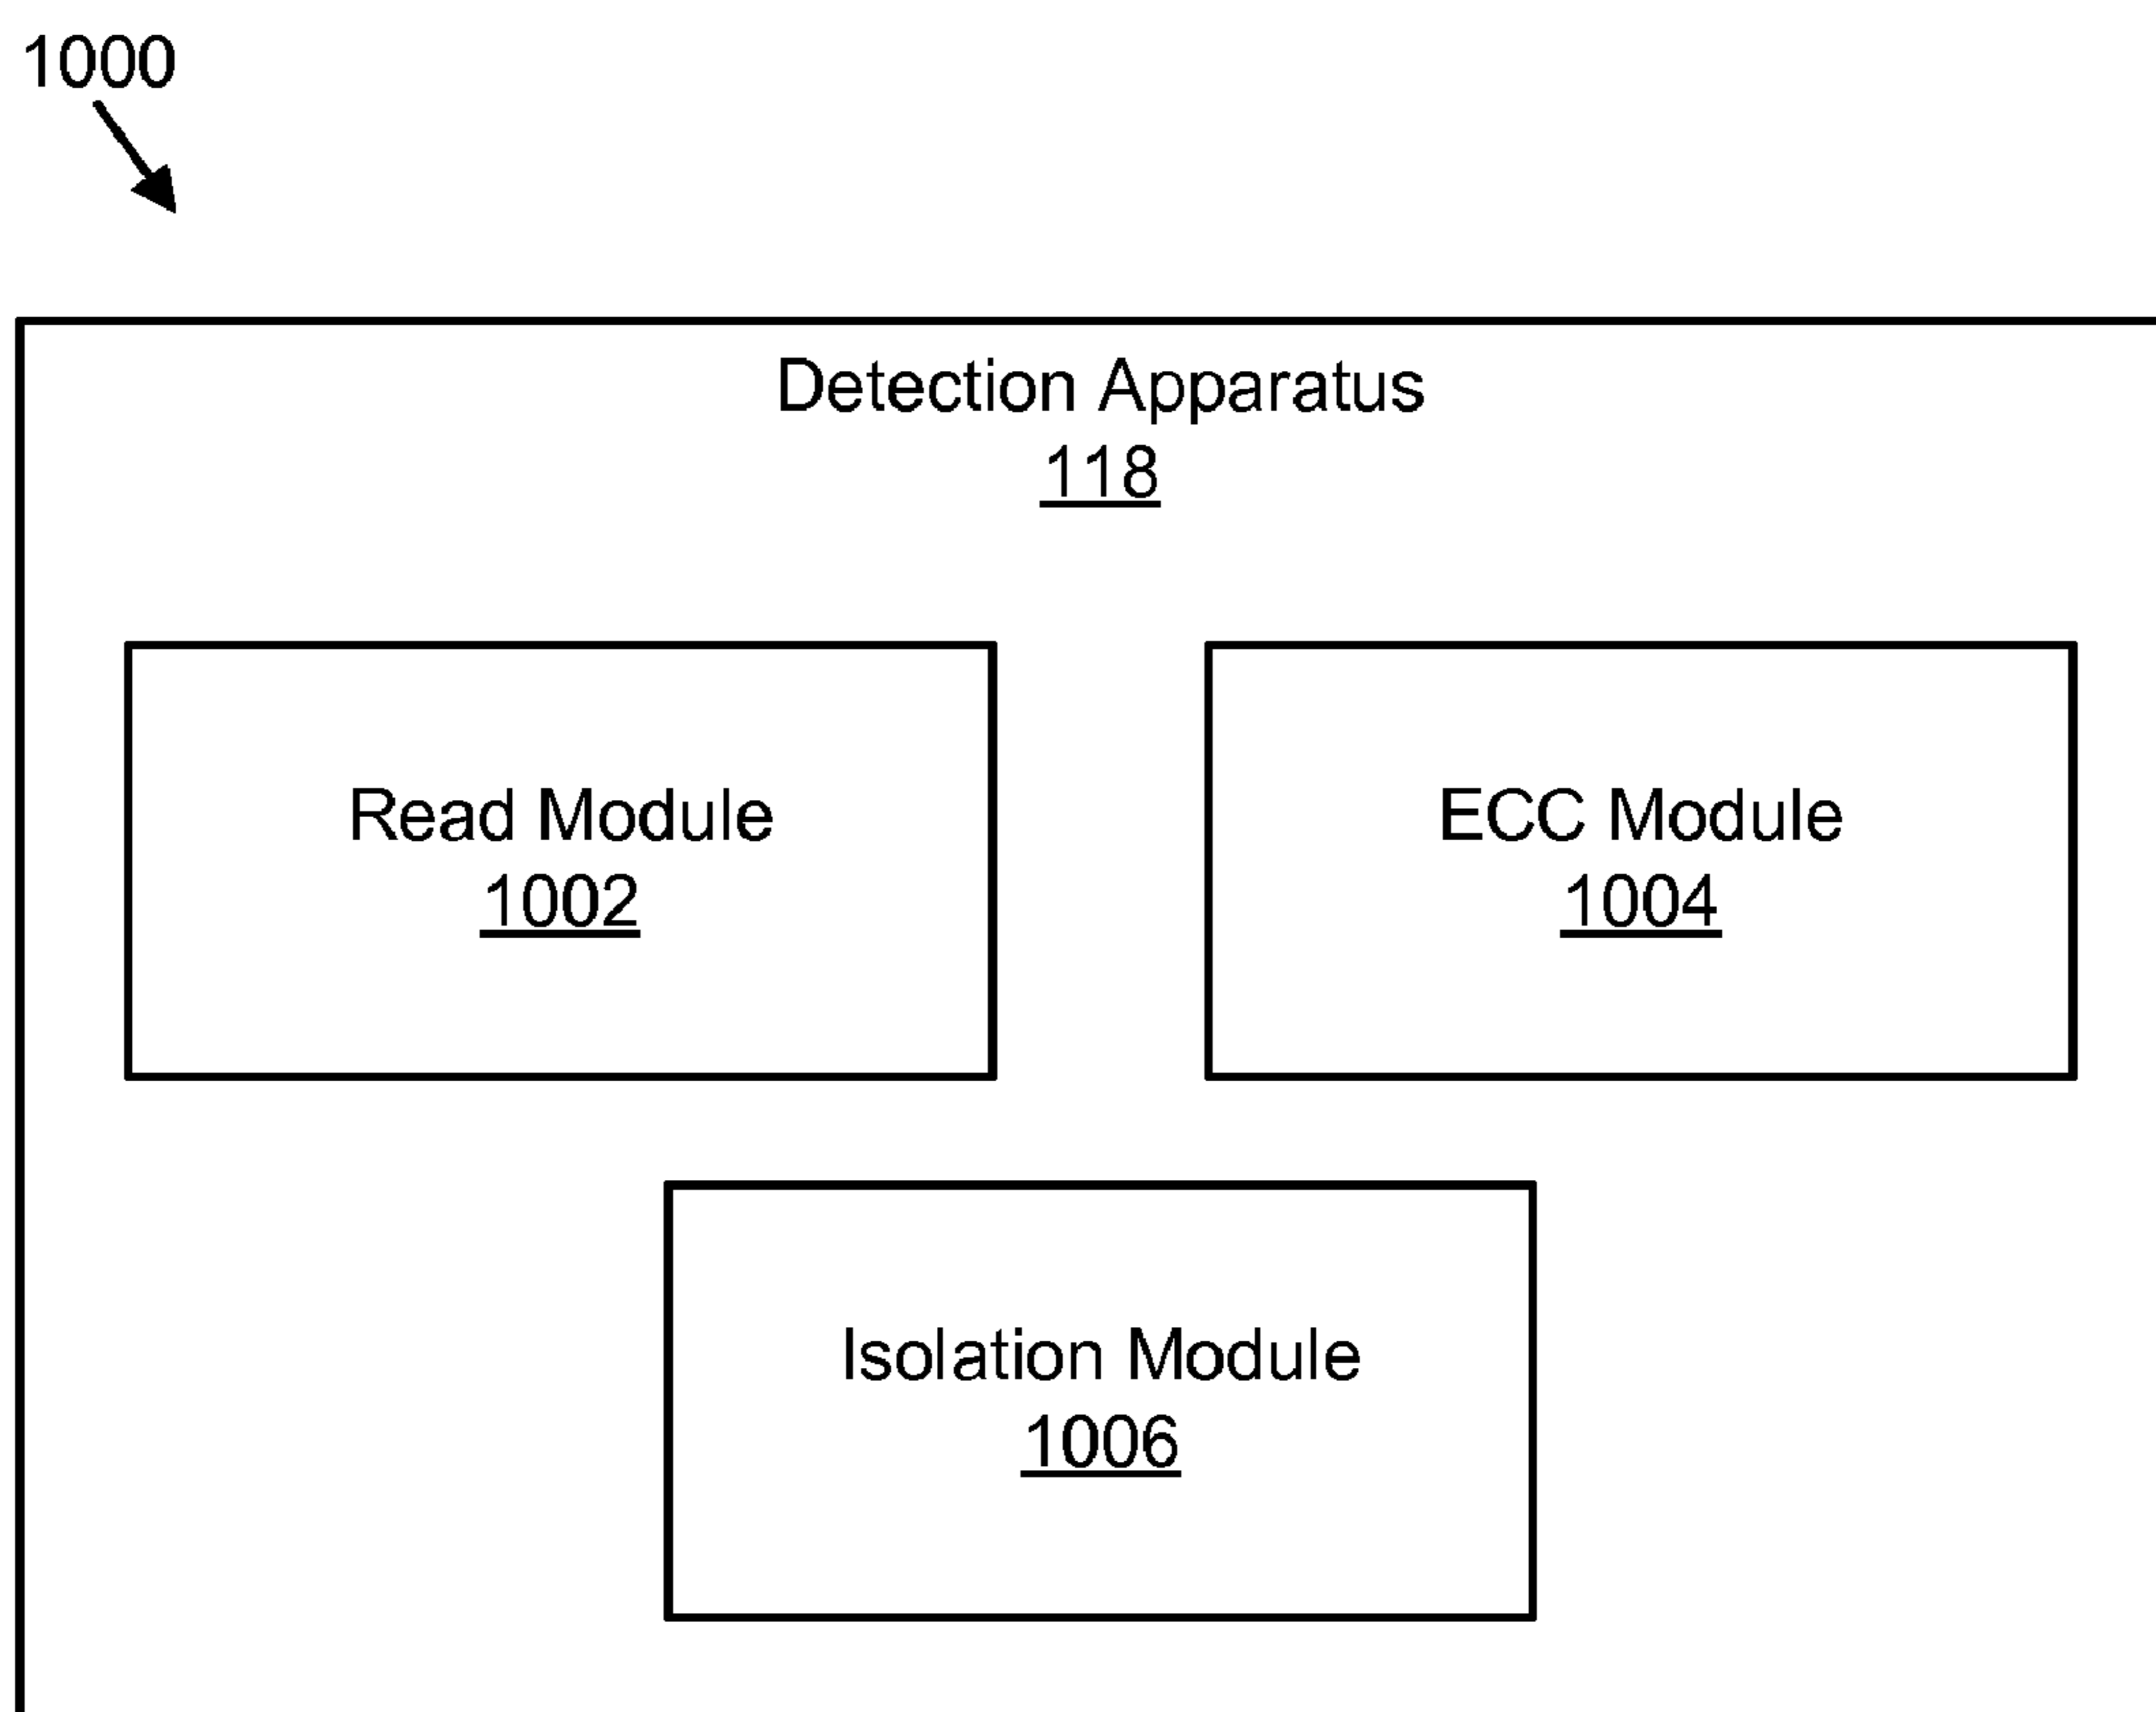 1000
Detection Apparatus
118
Read Module
1002
ECC Module
1004
Isolation Module
1006